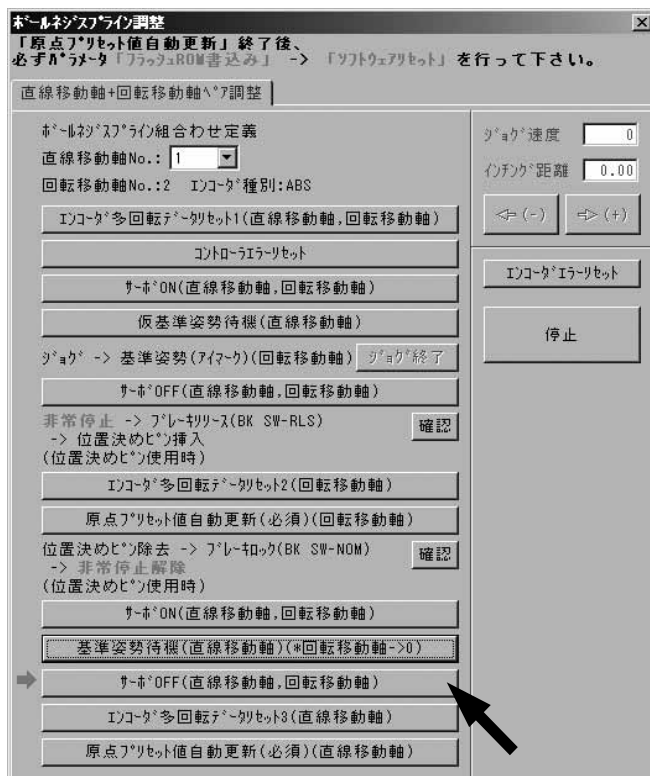 ﾎﾞｰﾙﾈｼﾞｽﾌﾟﾗｲﾝ調整
「原点ﾌﾟﾘｾｯﾄ値自動更新」終了後、
必ずﾊﾟﾗﾒｰﾀ「ﾌﾗｯｼｭROM書込み」 -> 「ｿﾌﾄｳｪｱﾘｾｯﾄ」を行って下さい。
直線移動軸+回転移動軸ﾍﾟｱ調整
ﾎﾞｰﾙﾈｼﾞｽﾌﾟﾗｲﾝ組合わせ定義
直線移動軸No.: 1
回転移動軸No.:2 ｴﾝｺｰﾀﾞ種別:ABS
ｴﾝｺｰﾀﾞ多回転ﾃﾞｰﾀﾘｾｯﾄ1(直線移動軸,回転移動軸)
ｺﾝﾄﾛｰﾗｴﾗｰﾘｾｯﾄ
ｻｰﾎﾞON(直線移動軸,回転移動軸)
仮基準姿勢待機(直線移動軸)
ｼﾞｮｸﾞ -> 基準姿勢(ｱｲﾏｰｸ)(回転移動軸) ｼﾞｮｸﾞ終了
ｻｰﾎﾞOFF(直線移動軸,回転移動軸)
非常停止 -> ﾌﾞﾚｰｷﾘﾘｰｽ(BK SW-RLS) 確認
-> 位置決めﾋﾟﾝ挿入
(位置決めﾋﾟﾝ使用時)
ｴﾝｺｰﾀﾞ多回転ﾃﾞｰﾀﾘｾｯﾄ2(回転移動軸)
原点ﾌﾟﾘｾｯﾄ値自動更新(必須)(回転移動軸)
位置決めﾋﾟﾝ除去 -> ﾌﾞﾚｰｷﾛｯｸ(BK SW-NOM) 確認
-> 非常停止解除
(位置決めﾋﾟﾝ使用時)
ｻｰﾎﾞON(直線移動軸,回転移動軸)
基準姿勢待機(直線移動軸)(*回転移動軸->0)
ｻｰﾎﾞOFF(直線移動軸,回転移動軸)
ｴﾝｺｰﾀﾞ多回転ﾃﾞｰﾀﾘｾｯﾄ3(直線移動軸)
原点ﾌﾟﾘｾｯﾄ値自動更新(必須)(直線移動軸)
ｼﾞｮｸﾞ速度 0
ｲﾝﾁﾝｸﾞ距離 0.00
(-) (+)
ｴﾝｺｰﾀﾞｴﾗｰﾘｾｯﾄ
停止